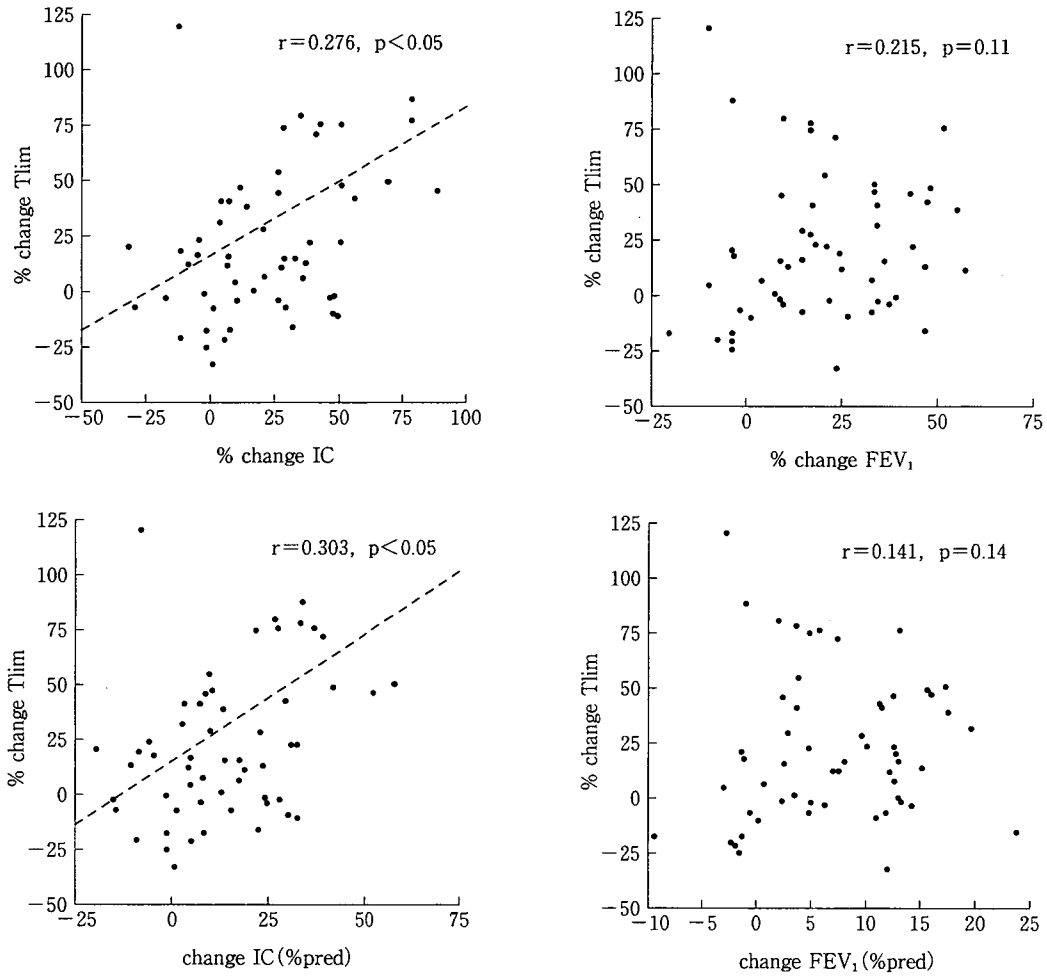 125
100
75
50
25
0
−25
−50
% change Tlim
r=0.276, p<0.05
−50 −25 0 25 50 75 100
% change IC
125
100
75
50
25
0
−25
−50
% change Tlim
r=0.215, p=0.11
−25 0 25 50 75
% change FEV₁
125
100
75
50
25
0
−25
−50
% change Tlim
r=0.303, p<0.05
−25 0 25 50 75
change IC(%pred)
125
100
75
50
25
0
−25
−50
% change Tlim
r=0.141, p=0.14
−10 −5 0 5 10 15 20 25
change FEV₁(%pred)